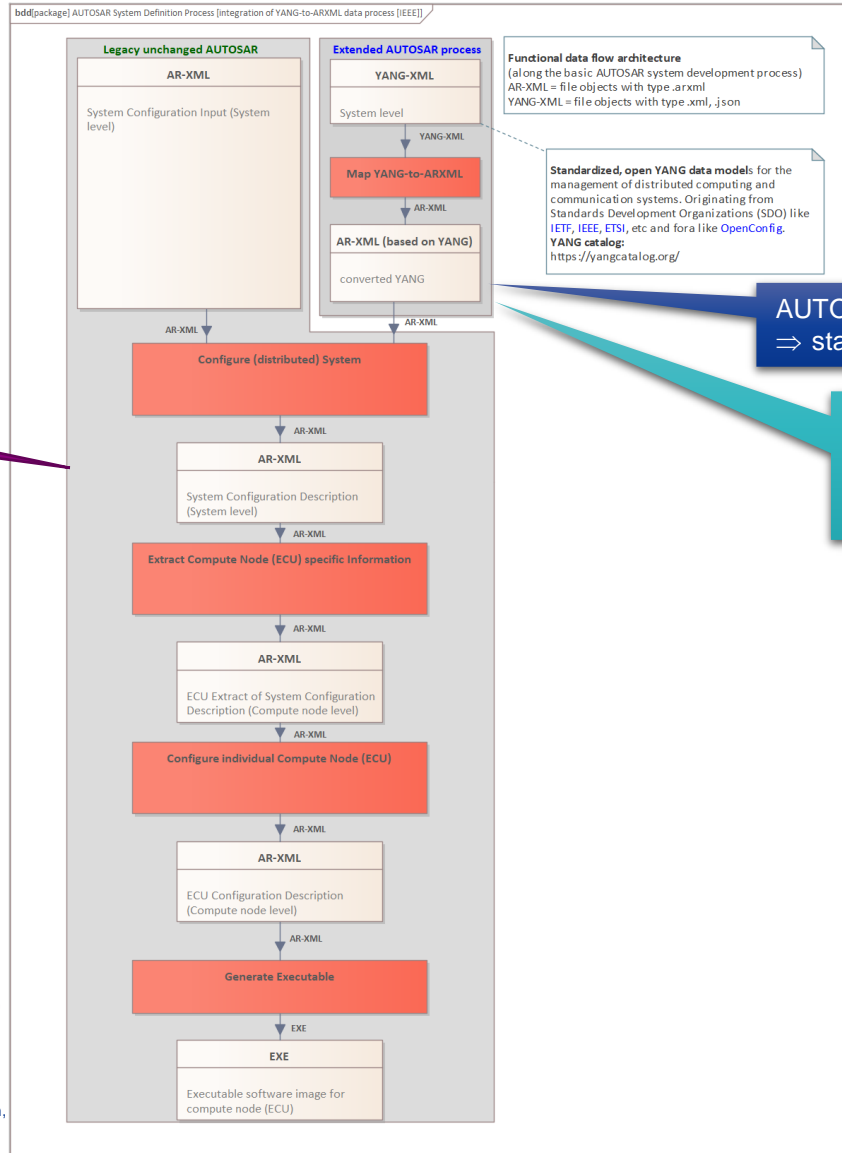 bdd[package] AUTOSAR System Definition Process [integration of YANG-to-ARXML data process [IEEE]]
Legacy unchanged AUTOSAR
AR-XML
System Configuration Input (System
level)
Extended AUTOSAR process
YANG-XML
System level
YANG-XML
Map YANG-to-ARXML
AR-XML
AR-XML (based on YANG)
converted YANG
Functional data flow architecture
(along the basic AUTOSAR system development process)
AR-XML = file objects with type .arxml
YANG-XML = file objects with type .xml, .json
Standardized, open YANG data models for the
management of distributed computing and
communication systems. Originating from
Standards Development Organizations (SDO) like
IETF, IEEE, ETSI, etc and fora like OpenConfig.
YANG catalog:
https://yangcatalog.org/
AUTO
⇒ sta
AR-XML
AR-XML
Configure (distributed) System
AR-XML
AR-XML
System Configuration Description
(System level)
AR-XML
Extract Compute Node (ECU) specific Information
AR-XML
AR-XML
ECU Extract of System Configuration
Description (Compute node level)
AR-XML
Configure individual Compute Node (ECU)
AR-XML
AR-XML
ECU Configuration Description
(Compute node level)
AR-XML
Generate Executable
EXE
EXE
Executable software image for
compute node (ECU)